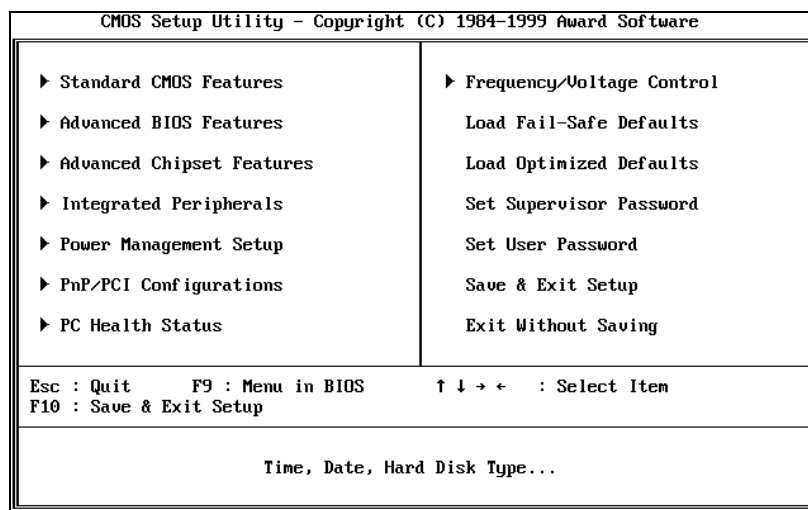 CMOS Setup Utility - Copyright (C) 1984-1999 Award Software
▶ Standard CMOS Features
▶ Advanced BIOS Features
▶ Advanced Chipset Features
▶ Integrated Peripherals
▶ Power Management Setup
▶ PnP/PCI Configurations
▶ PC Health Status
▶ Frequency/Voltage Control
Load Fail-Safe Defaults
Load Optimized Defaults
Set Supervisor Password
Set User Password
Save & Exit Setup
Exit Without Saving
Esc : Quit F9 : Menu in BIOS ↑ ↓ → ← : Select Item
F10 : Save & Exit Setup
Time, Date, Hard Disk Type...